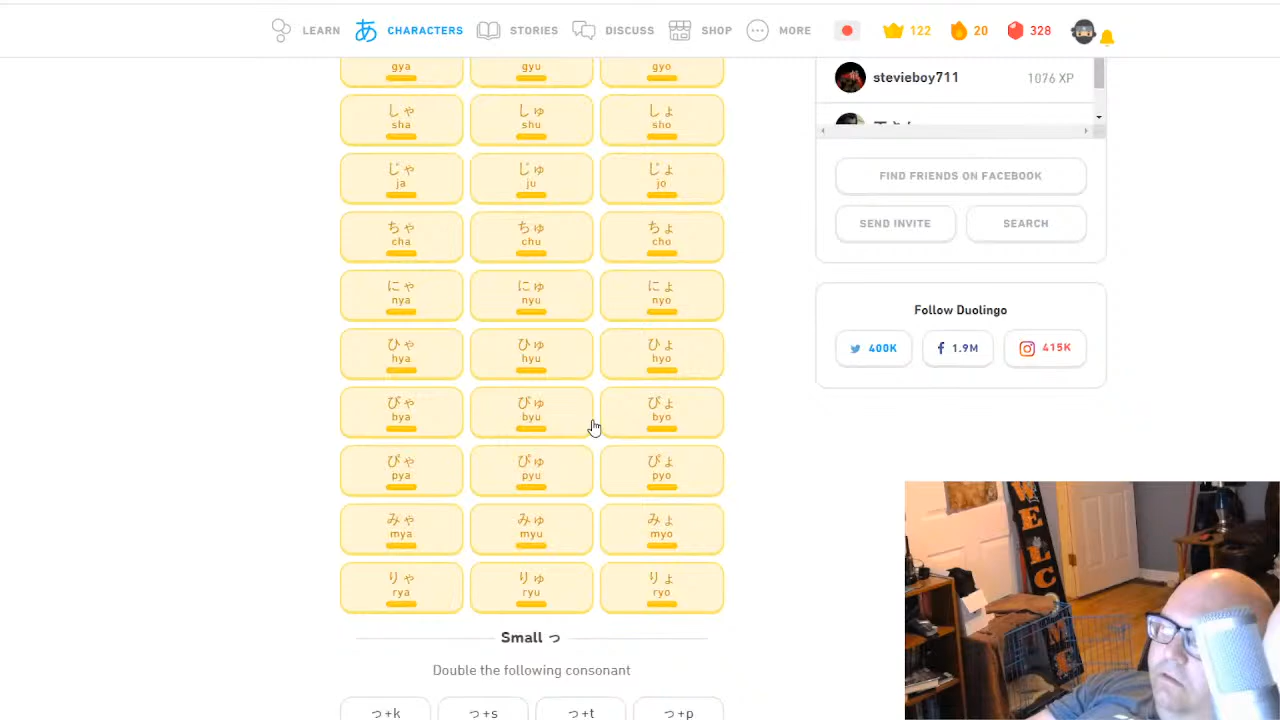 LEARN あ CHARACTERS STORIES DISCUSS SHOP MORE 122 20 328
gya gyu gyo
stevieboy711 1076 XP
しゃ しゅ しょ
sha shu sho
FIND FRIENDS ON FACEBOOK
じゃ じゅ じょ
ja ju jo
SEND INVITE SEARCH
ちゃ ちゅ ちょ
cha chu cho
にゃ にゅ にょ
nya nyu nyo
Follow Duolingo
ひゃ ひゅ ひょ
hya hyu hyo
400K 1.9M 415K
びゃ びゅ びょ
bya byu byo
ぴゃ ぴゅ ぴょ
pya pyu pyo
みゃ みゅ みょ
mya myu myo
りゃ りゅ りょ
rya ryu ryo
Small っ
Double the following consonant
っ+k っ+s っ+t っ+p
WELC